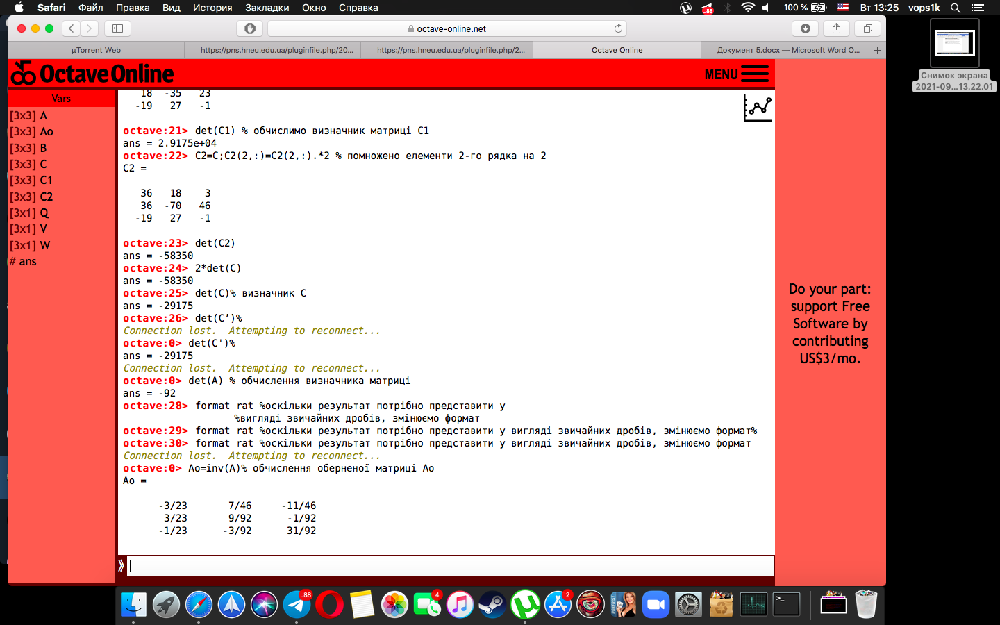 Safari Файл Правка Вид История Закладки Окно Справка 100 % Вт 13:25 vops1k
octave-online.net
µTorrent Web https://pns.hneu.edu.ua/pluginfile.php/20... https://pns.hneu.edu.ua/pluginfile.php/2... Octave Online Документ 5.docx — Microsoft Word O...
Octave Online MENU
Vars
[3x3] A
[3x3] Ao
[3x3] B
[3x3] C
[3x3] C1
[3x3] C2
[3x1] Q
[3x1] V
[3x1] W
# ans
18 -35 23
-19 27 -1
octave:21> det(C1) % обчислимо визначник матриці C1
ans = 2.9175e+04
octave:22> C2=C;C2(2,:)=C2(2,:).*2 % помножено елементи 2-го рядка на 2
C2 =
36 18 3
36 -70 46
-19 27 -1
octave:23> det(C2)
ans = -58350
octave:24> 2*det(C)
ans = -58350
octave:25> det(C)% визначник C
ans = -29175
octave:26> det(C’)%
Connection lost. Attempting to reconnect...
octave:0> det(C')%
ans = -29175
Connection lost. Attempting to reconnect...
octave:0> det(A) % обчислення визначника матриці
ans = -92
octave:28> format rat %оскільки результат потрібно представити у
%вигляді звичайних дробів, змінюємо формат
octave:29> format rat %оскільки результат потрібно представити у вигляді звичайних дробів, змінюємо формат%
octave:30> format rat %оскільки результат потрібно представити у вигляді звичайних дробів, змінюємо формат
Connection lost. Attempting to reconnect...
octave:0> Ao=inv(A)% обчислення оберненої матриці Ao
Ao =
-3/23 7/46 -11/46
3/23 9/92 -1/92
-1/23 -3/92 31/92
Do your part:
support Free
Software by
contributing
US$3/mo.
Снимок экрана
2021-09...13.22.01
4
2